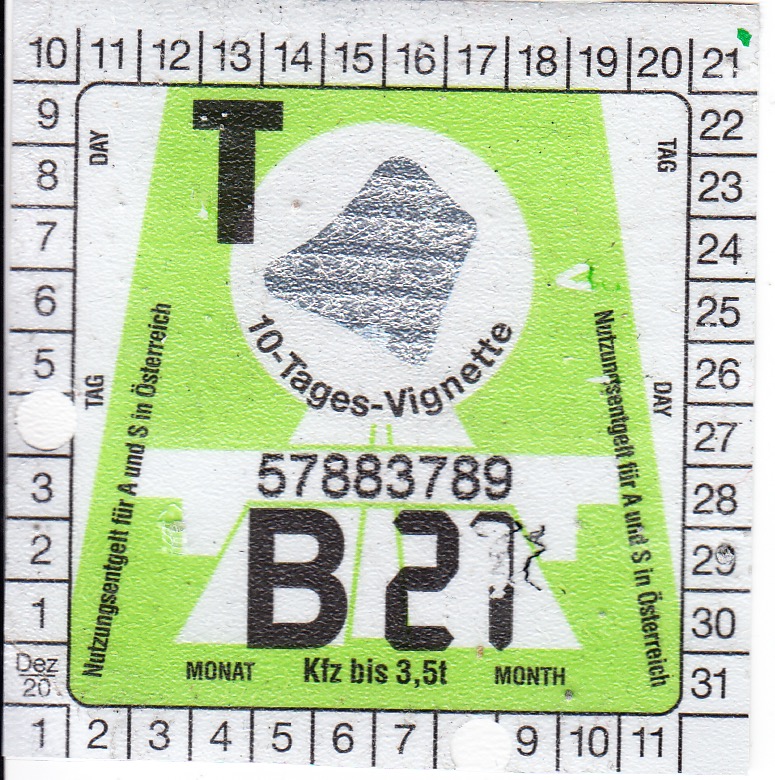 10 11 12 13 14 15 16 17 18 19 20 21
9
8
7
6
5
3
2
1
Dez
20
22
23
24
25
26
27
28
29
30
31
DAY
TAG
TAG
DAY
T
10-Tages-Vignette
Nutzungsentgelt für A und S in Österreich
Nutzungsentgelt für A und S in Österreich
57883789
B 21
MONAT Kfz bis 3,5t MONTH
1 2 3 4 5 6 7 9 10 11